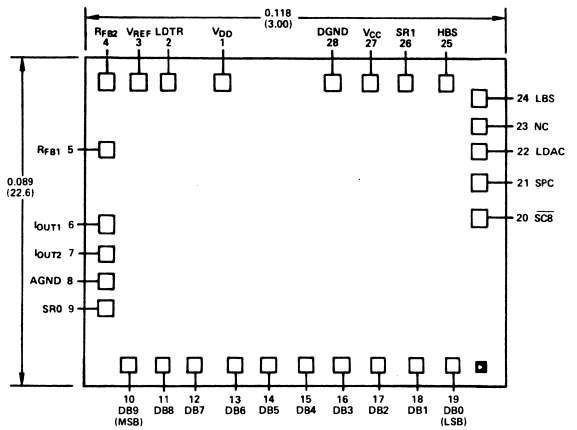 0.118
(3.00)
RFB2 VREF LDTR VDD DGND VCC SR1 HBS
4 3 2 1 28 27 26 25
24 LBS
23 NC
RFB1 5
22 LDAC
0.089
(22.6)
21 SPC
20 SC8
IOUT1 6
IOUT2 7
AGND 8
SR0 9
10 11 12 13 14 15 16 17 18 19
DB9 DB8 DB7 DB6 DB5 DB4 DB3 DB2 DB1 DB0
(MSB) (LSB)